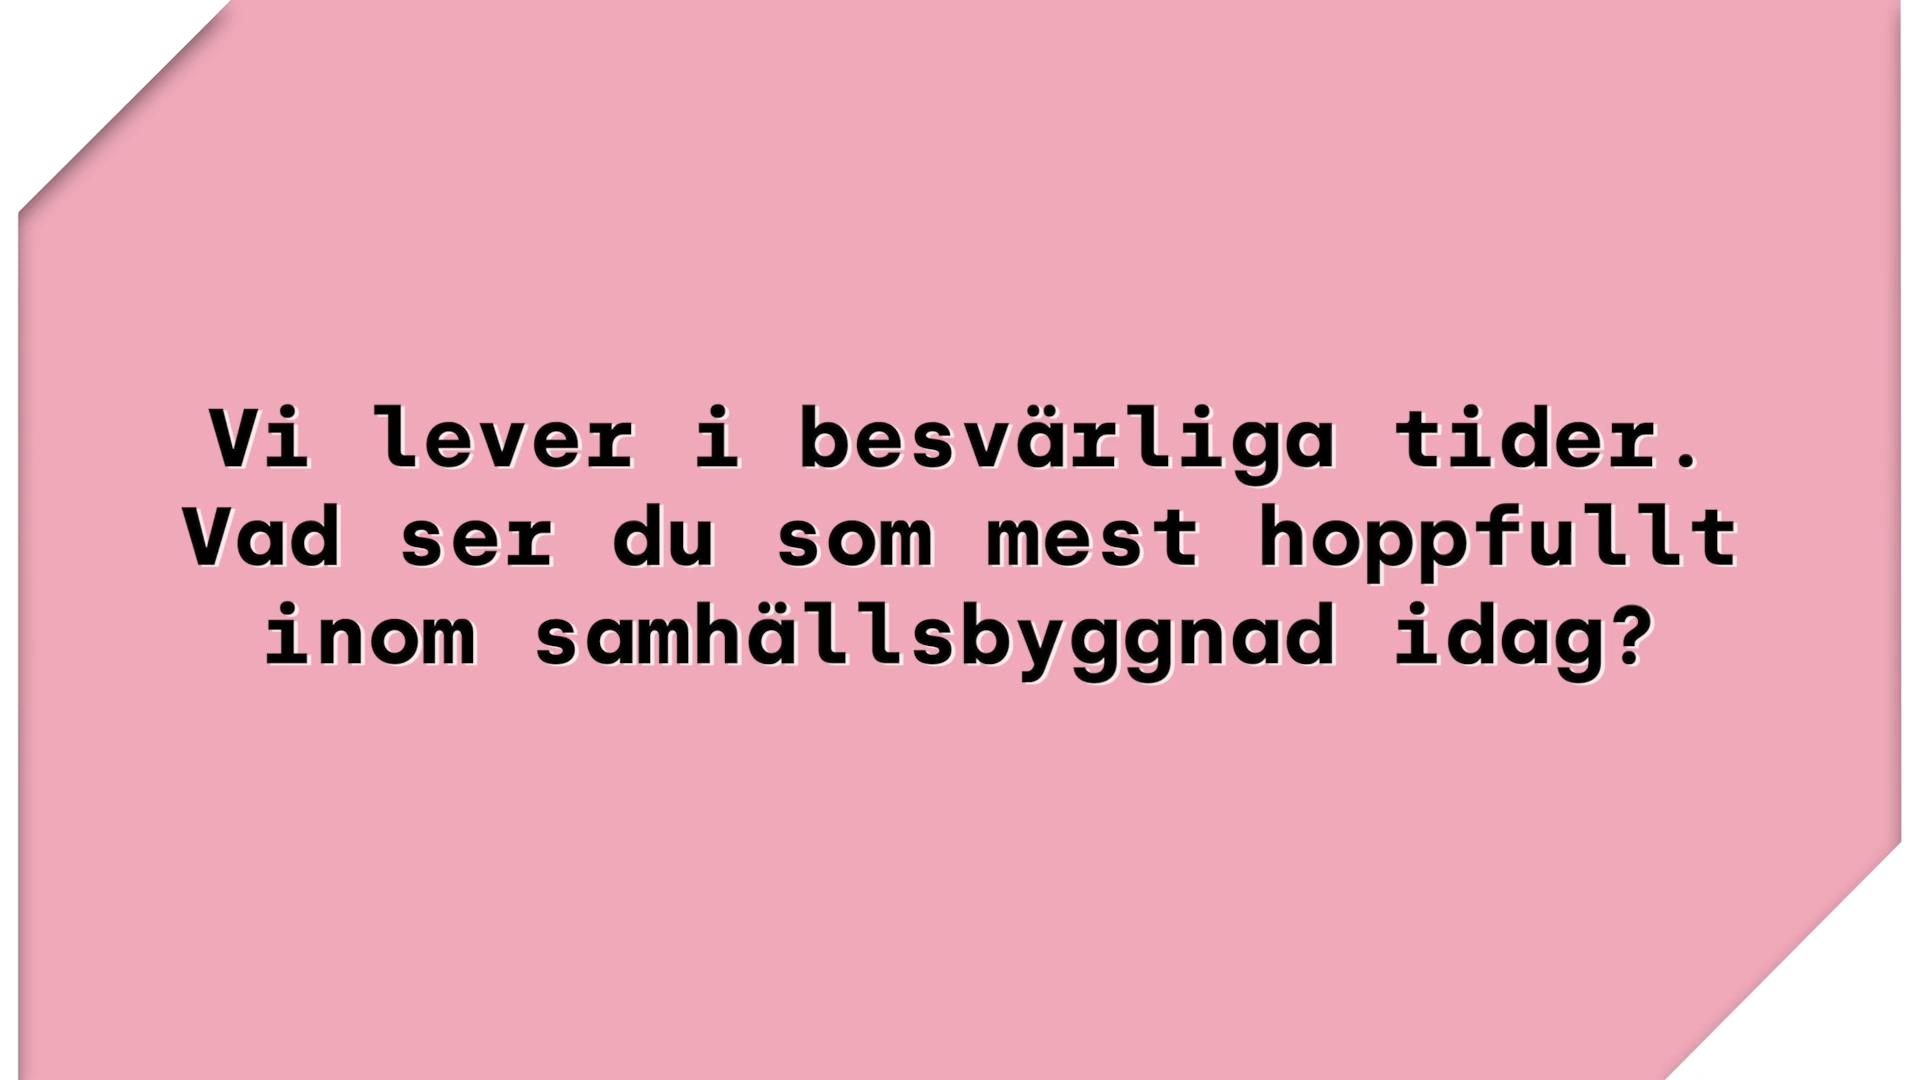 Vi lever i besvärliga tider.
Vad ser du som mest hoppfullt
inom samhällsbyggnad idag?